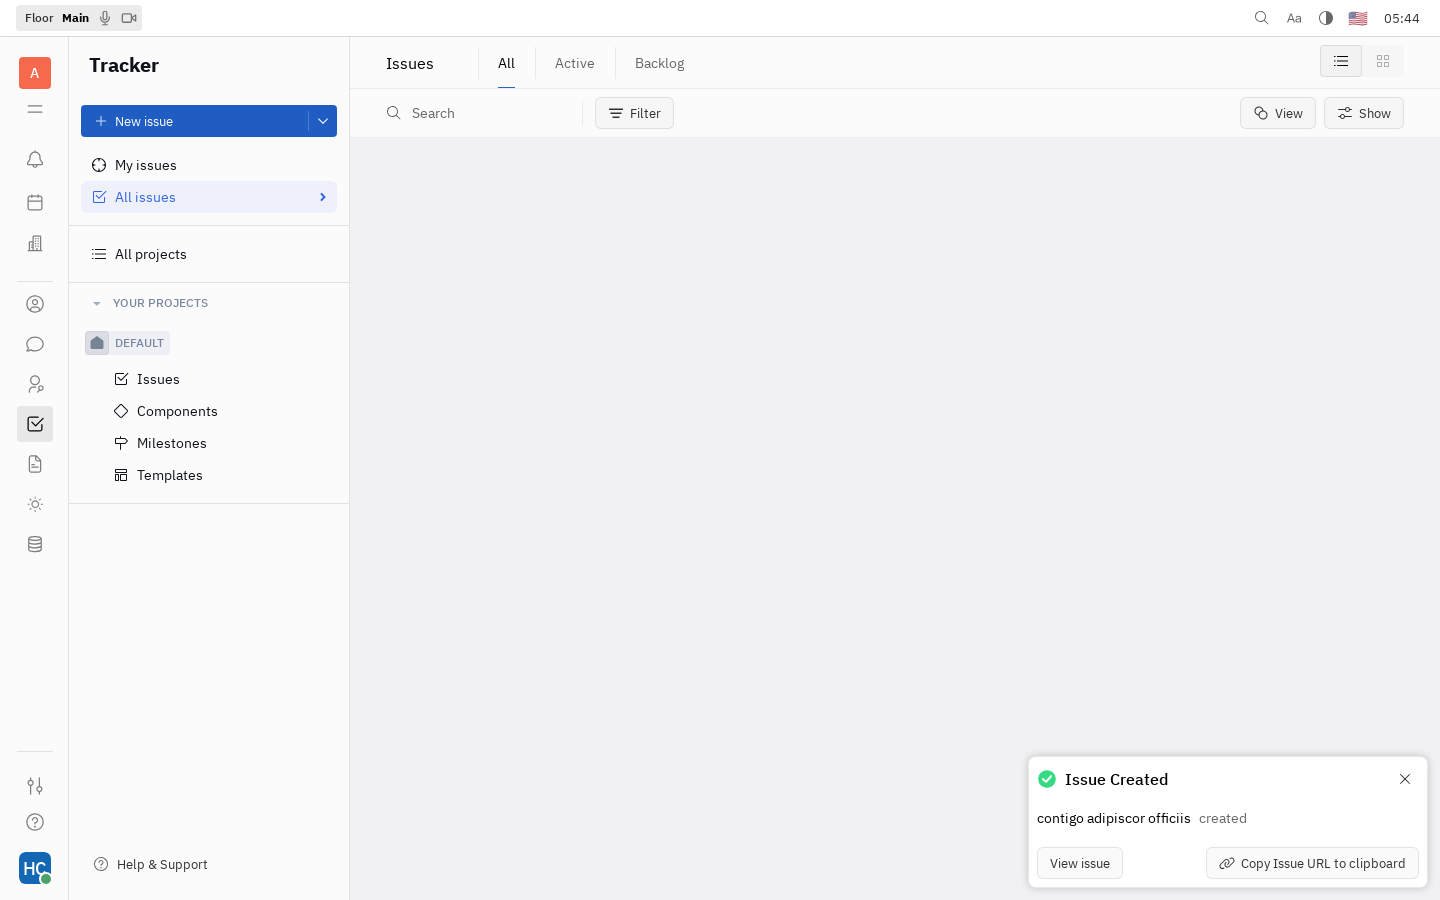 Floor Main
Aa
05:44
A
Tracker
New issue
My issues
All issues
All projects
YOUR PROJECTS
DEFAULT
Issues
Components
Milestones
Templates
Help & Support
HC
Issues
All
Active
Backlog
Search
Filter
View
Show
Issue Created
contigo adipiscor officiis created
View issue
Copy Issue URL to clipboard